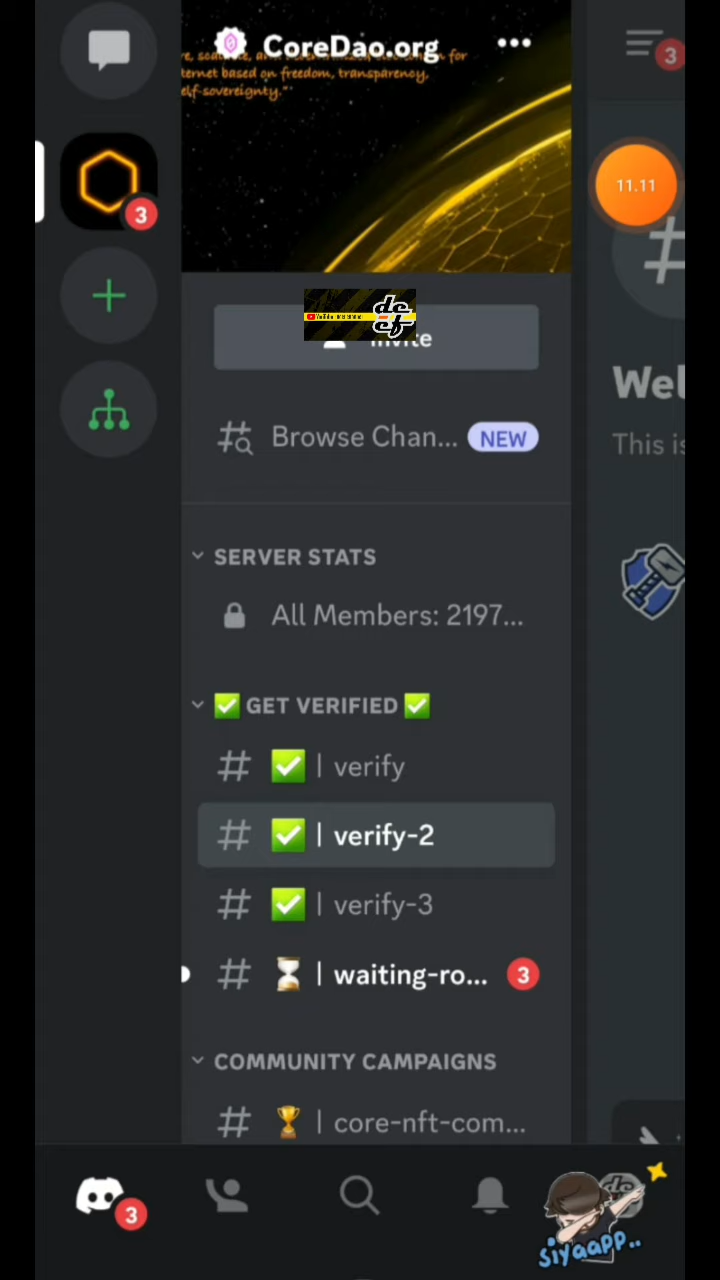 CoreDao.org
ternet based on freedom, transparency,
elf-sovereignty."
3
11.11
3
Invite
Wel
Browse Chan... NEW
This is
SERVER STATS
All Members: 2197...
GET VERIFIED
# | verify
# | verify-2
# | verify-3
# | waiting-ro... 3
COMMUNITY CAMPAIGNS
# | core-nft-com...
3
siyaapp..